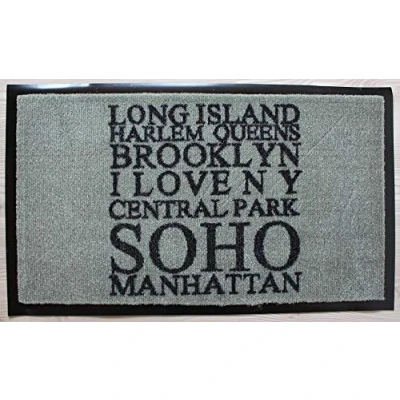 LONG ISLAND
HARLEM QUEENS
BROOKLYN
I LOVE N Y
CENTRAL PARK
SOHO
MANHATTAN